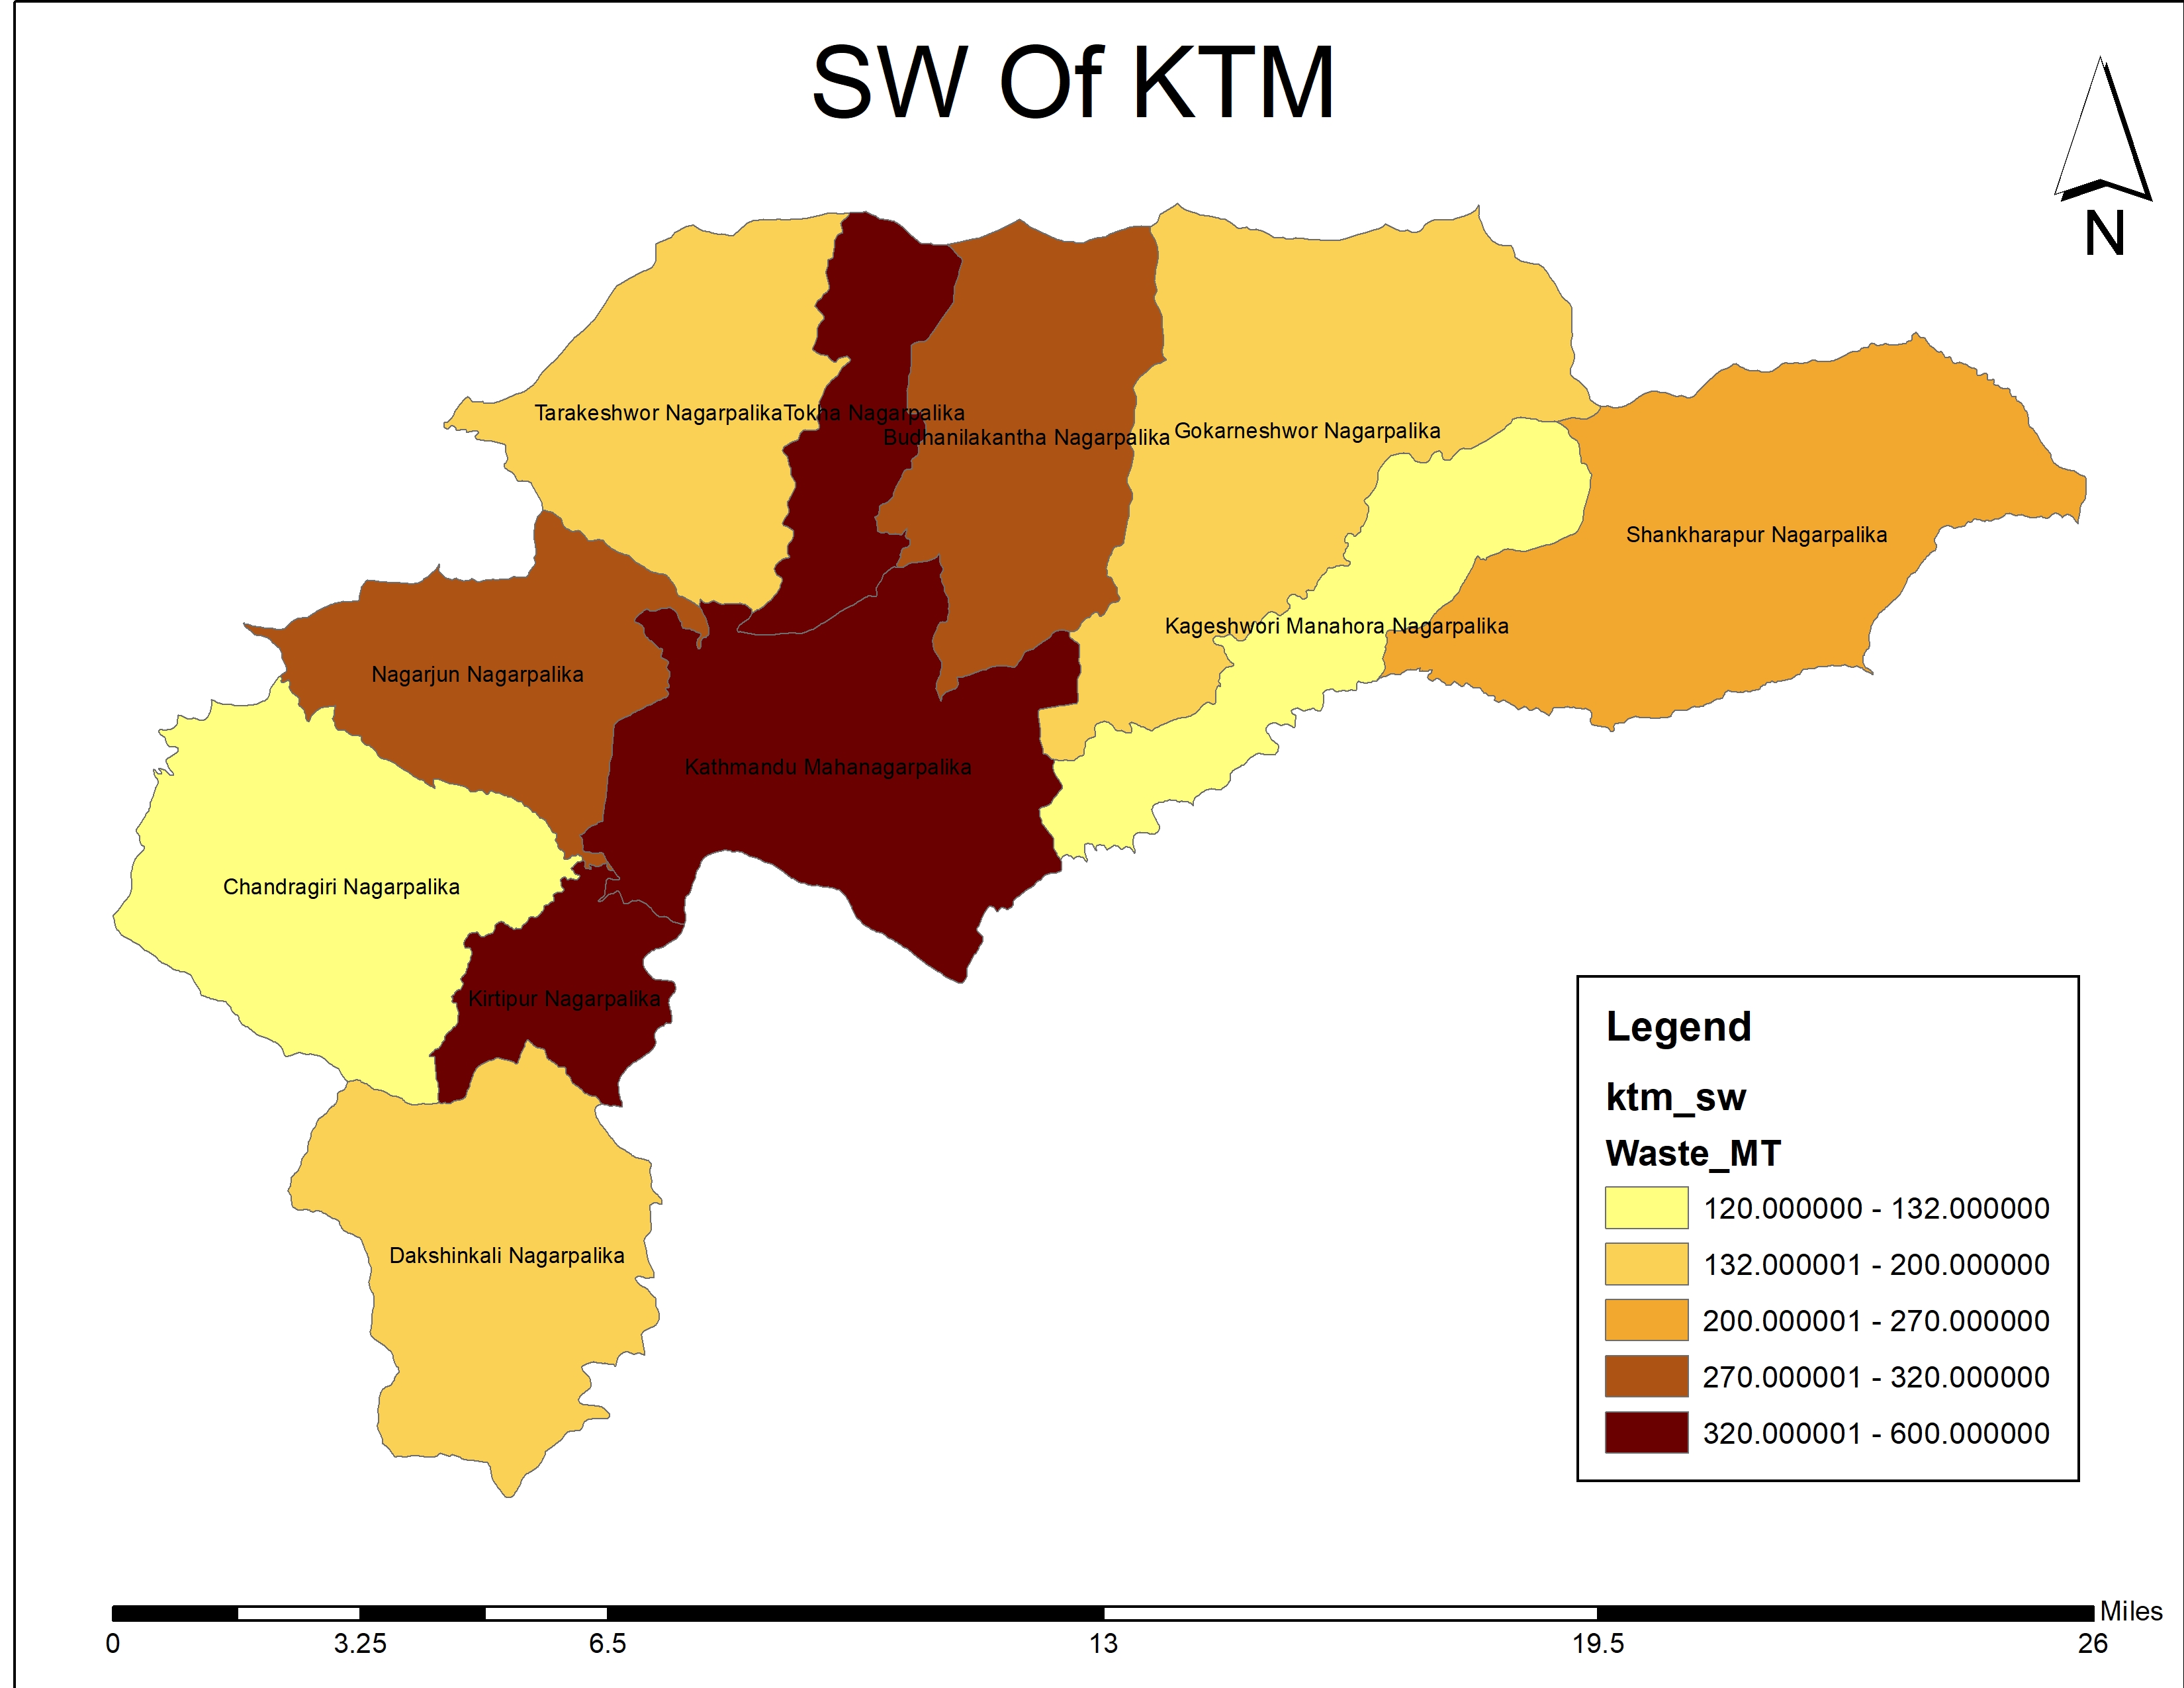 SW Of KTM
N
Tarakeshwor Nagarpalika
Tokha Nagarpalika
Budhanilakantha Nagarpalika
Gokarneshwor Nagarpalika
Shankharapur Nagarpalika
Kageshwori Manahora Nagarpalika
Nagarjun Nagarpalika
Kathmandu Mahanagarpalika
Chandragiri Nagarpalika
Kirtipur Nagarpalika
Dakshinkali Nagarpalika
Legend
ktm_sw
Waste_MT
120.000000 - 132.000000
132.000001 - 200.000000
200.000001 - 270.000000
270.000001 - 320.000000
320.000001 - 600.000000
Miles
0 3.25 6.5 13 19.5 26